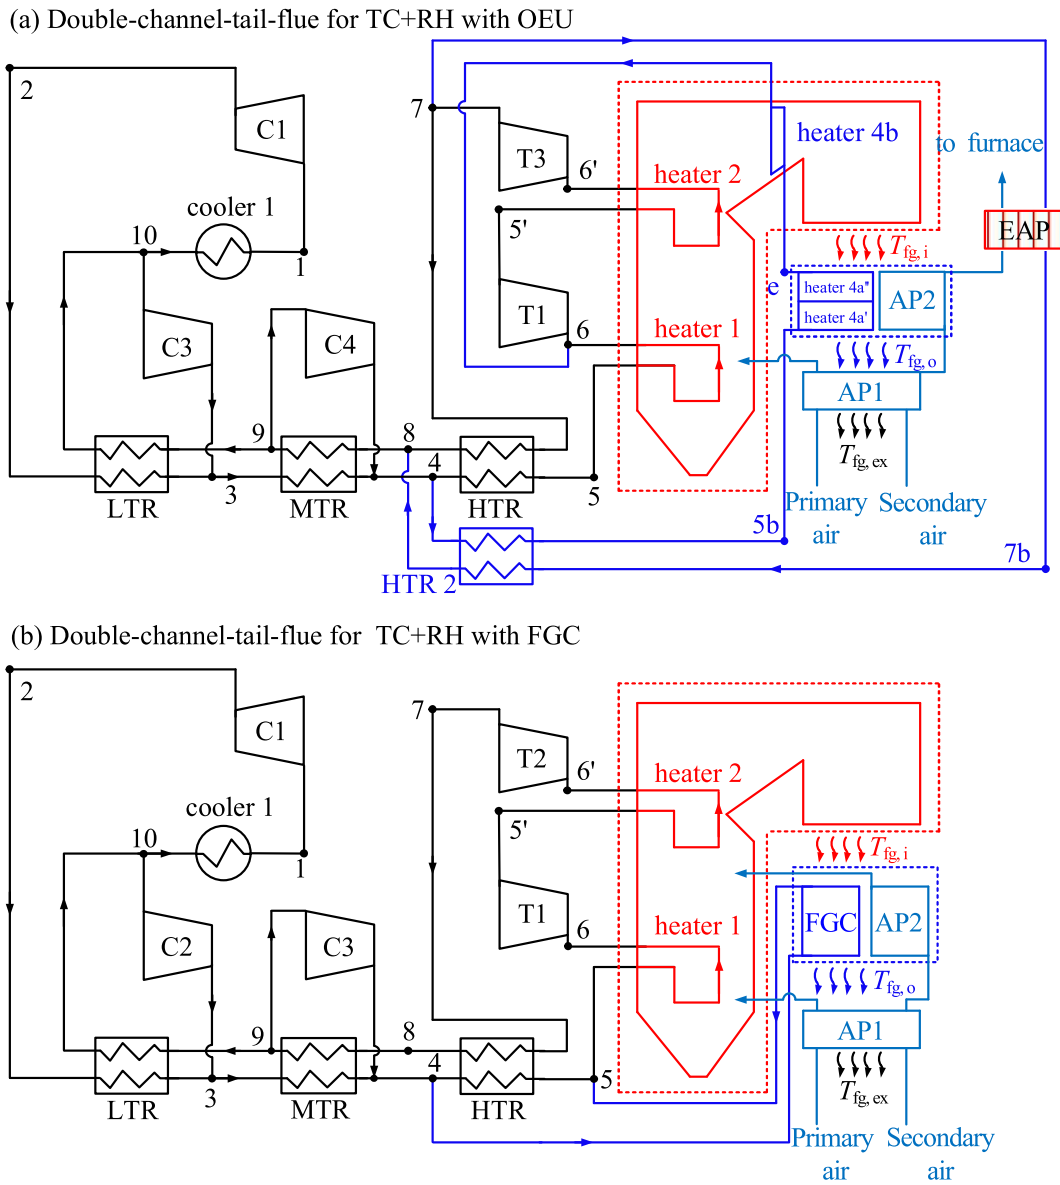 (a) Double-channel-tail-flue for TC+RH with OEU
2
C1
cooler 1
10
1
C3
C4
9
3
LTR
MTR
8
4
HTR
5
HTR 2
5b
7b
7
T3
6'
5'
T1
6
heater 2
heater 1
heater 4b
to furnace
EAP
Tfg,i
e
heater 4a''
heater 4a'
AP2
Tfg,o
AP1
Tfg,ex
Primary
air
Secondary
air
(b) Double-channel-tail-flue for TC+RH with FGC
2
C1
cooler 1
10
1
C2
C3
9
3
LTR
MTR
8
4
HTR
5
7
T2
6'
5'
T1
6
heater 2
heater 1
Tfg,i
FGC
AP2
Tfg,o
AP1
Tfg,ex
Primary
air
Secondary
air